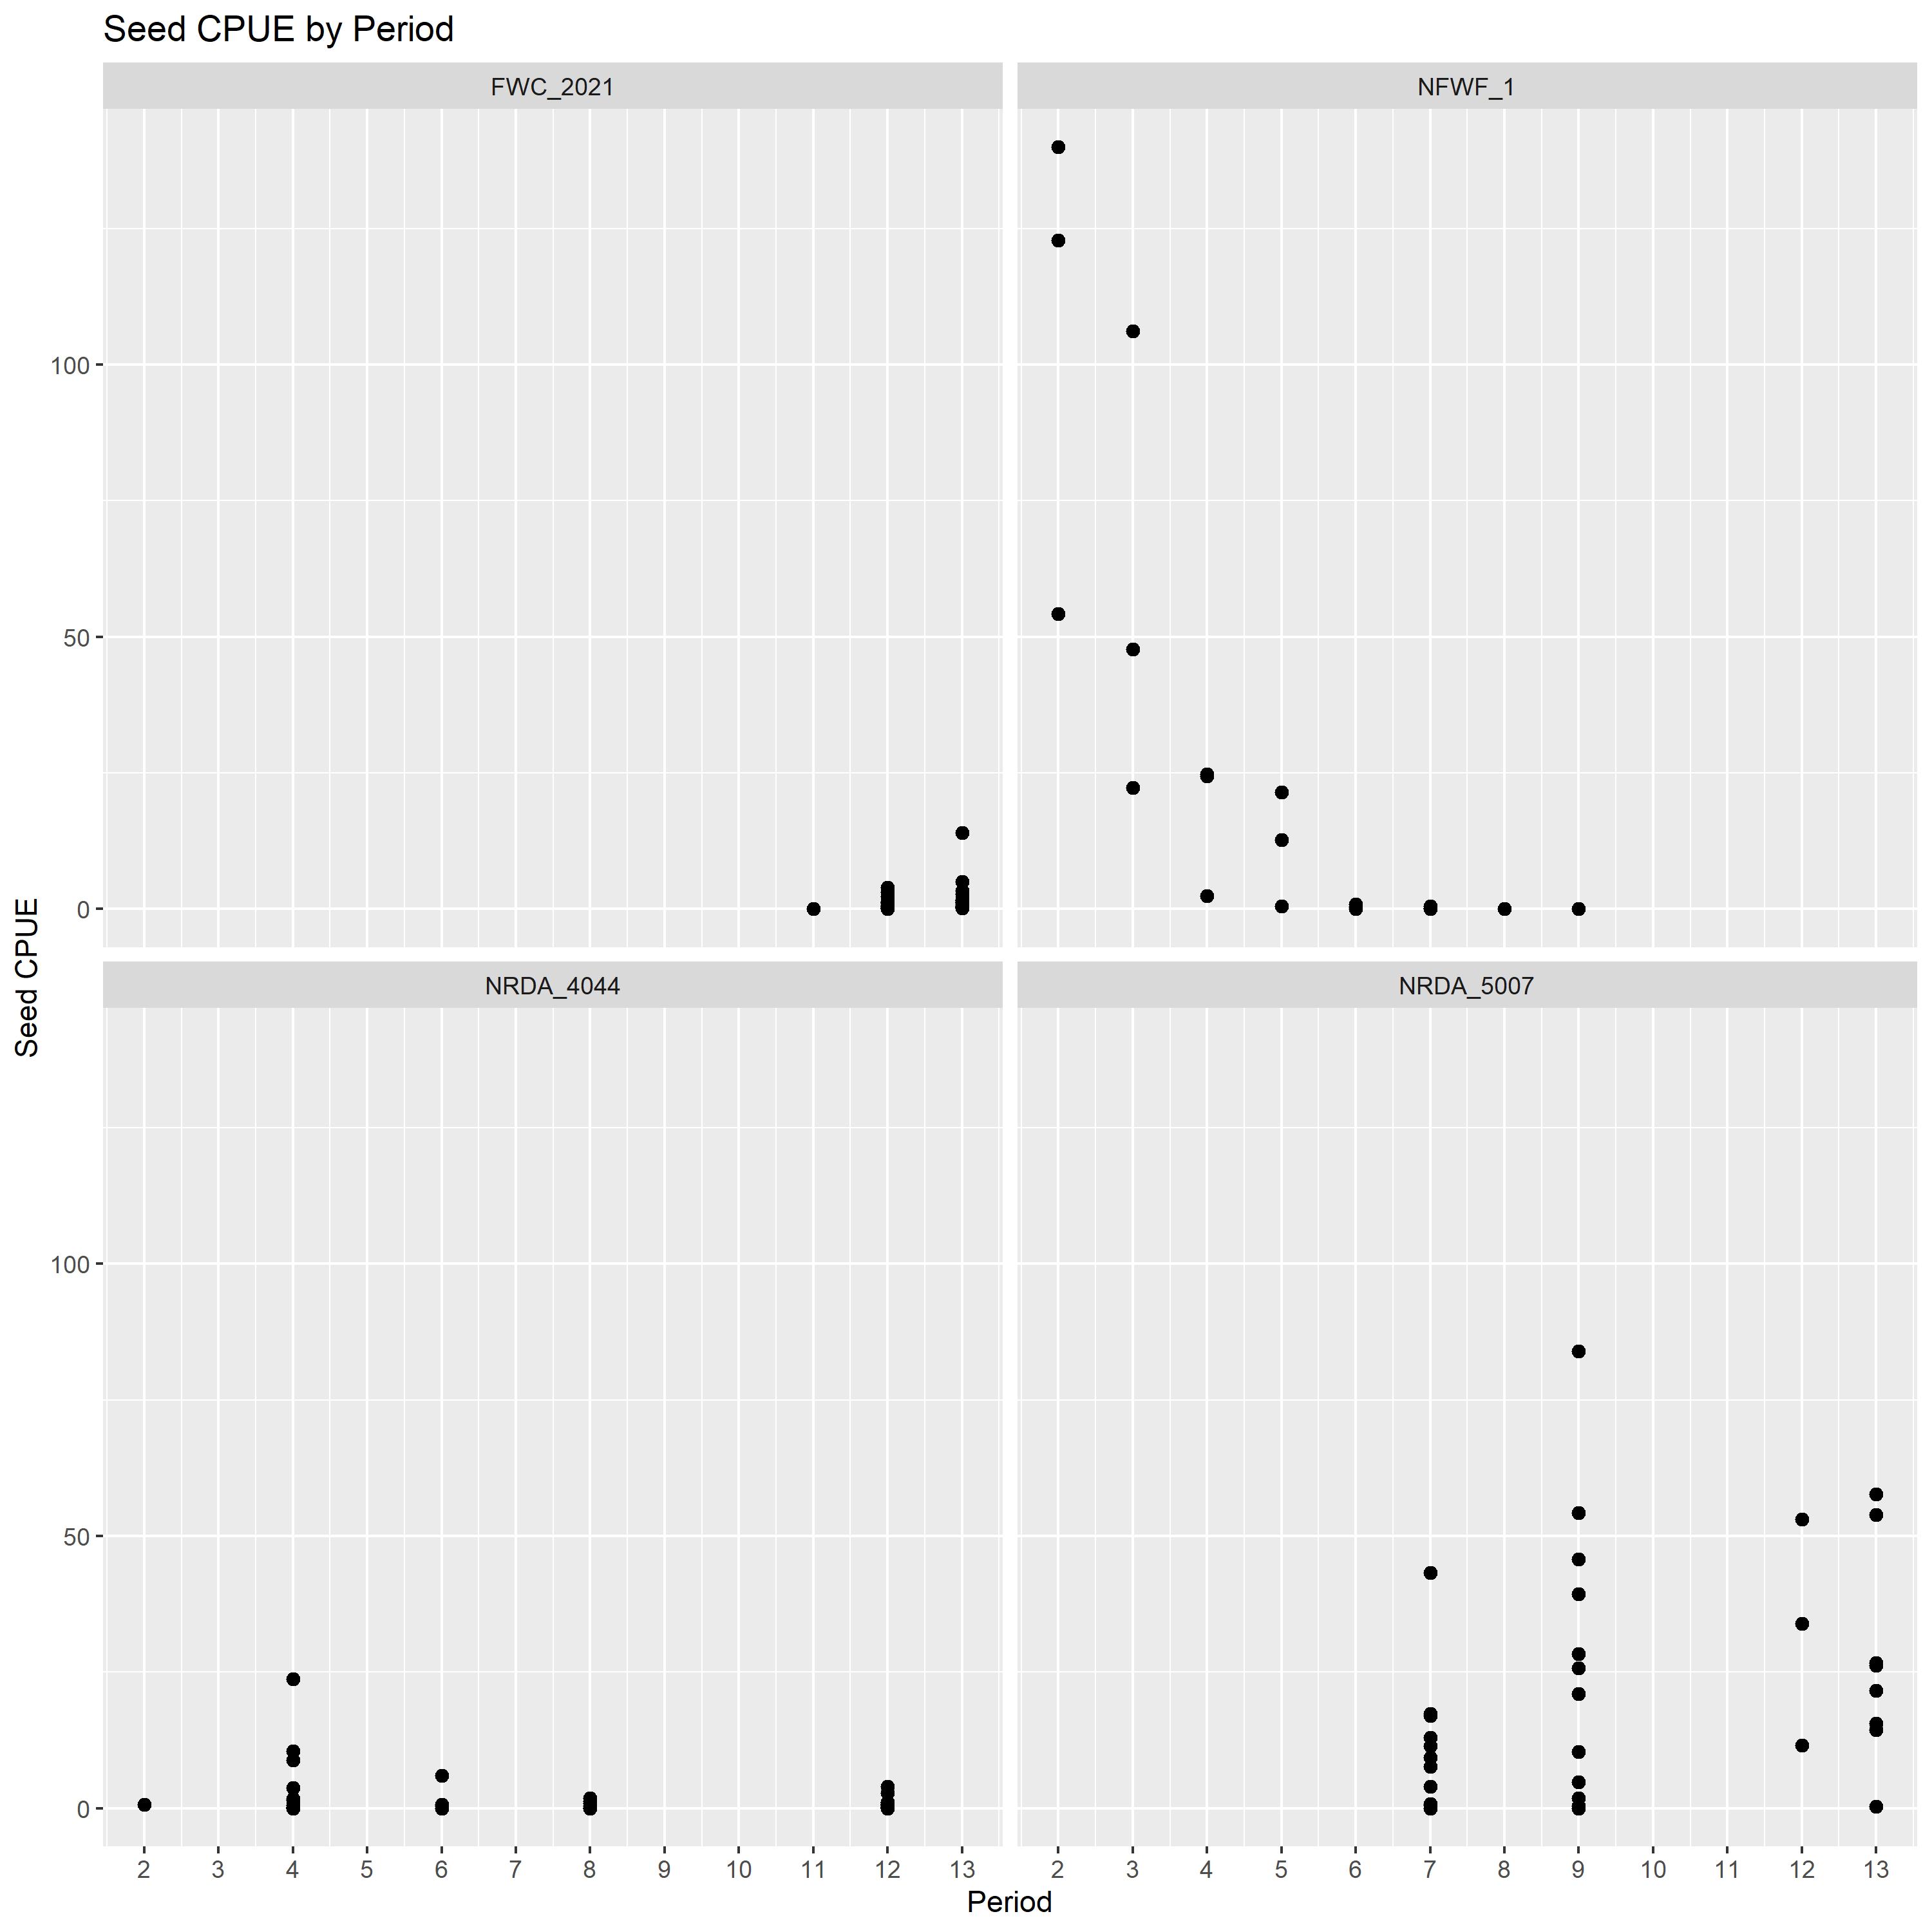 Seed CPUE by Period
FWC_2021
NFWF_1
100
50
0
NRDA_4044
NRDA_5007
100
50
0
Seed CPUE
2 3 4 5 6 7 8 9 10 11 12 13
2 3 4 5 6 7 8 9 10 11 12 13
Period